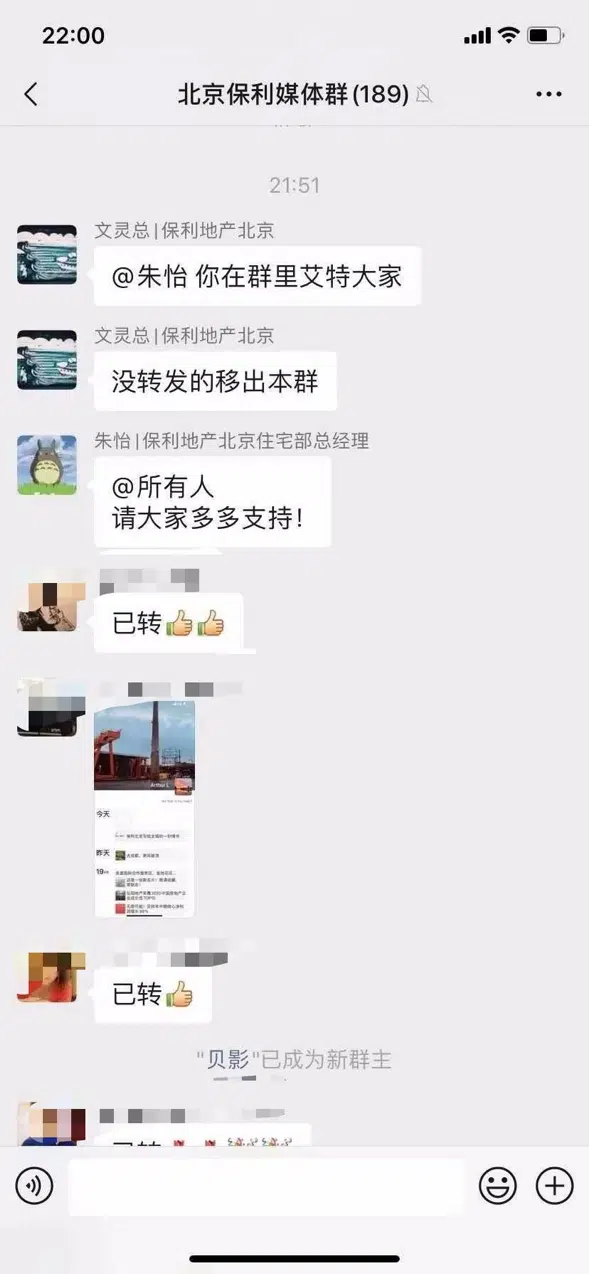 22:00
北京保利媒体群(189)
21:51
文灵总|保利地产北京
@朱怡 你在群里艾特大家
文灵总|保利地产北京
没转发的移出本群
朱怡|保利地产北京住宅部总经理
@所有人
请大家多多支持！
已转👍👍
今天
昨天
19
已转👍
"贝影"已成为新群主
已转